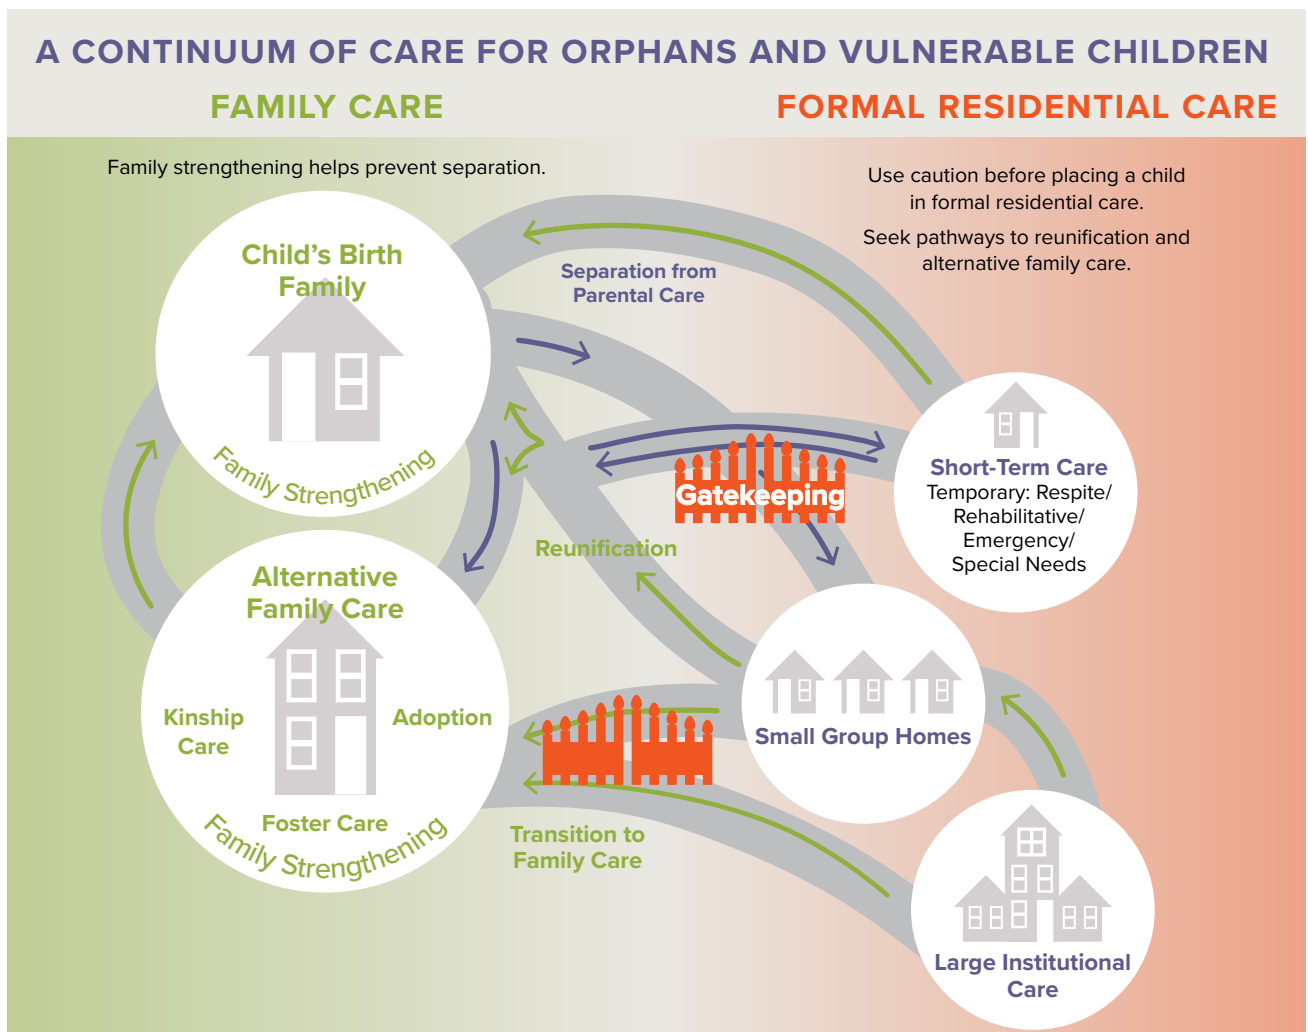 A CONTINUUM OF CARE FOR ORPHANS AND VULNERABLE CHILDREN
FAMILY CARE
FORMAL RESIDENTIAL CARE
Family strengthening helps prevent separation.
Use caution before placing a child
in formal residential care.
Seek pathways to reunification and
alternative family care.
Child’s Birth
Family
Family Strengthening
Separation from
Parental Care
Gatekeeping
Short-Term Care
Temporary: Respite/
Rehabilitative/
Emergency/
Special Needs
Reunification
Alternative
Family Care
Kinship
Care
Adoption
Foster Care
Family Strengthening
Small Group Homes
Transition to
Family Care
Large Institutional
Care